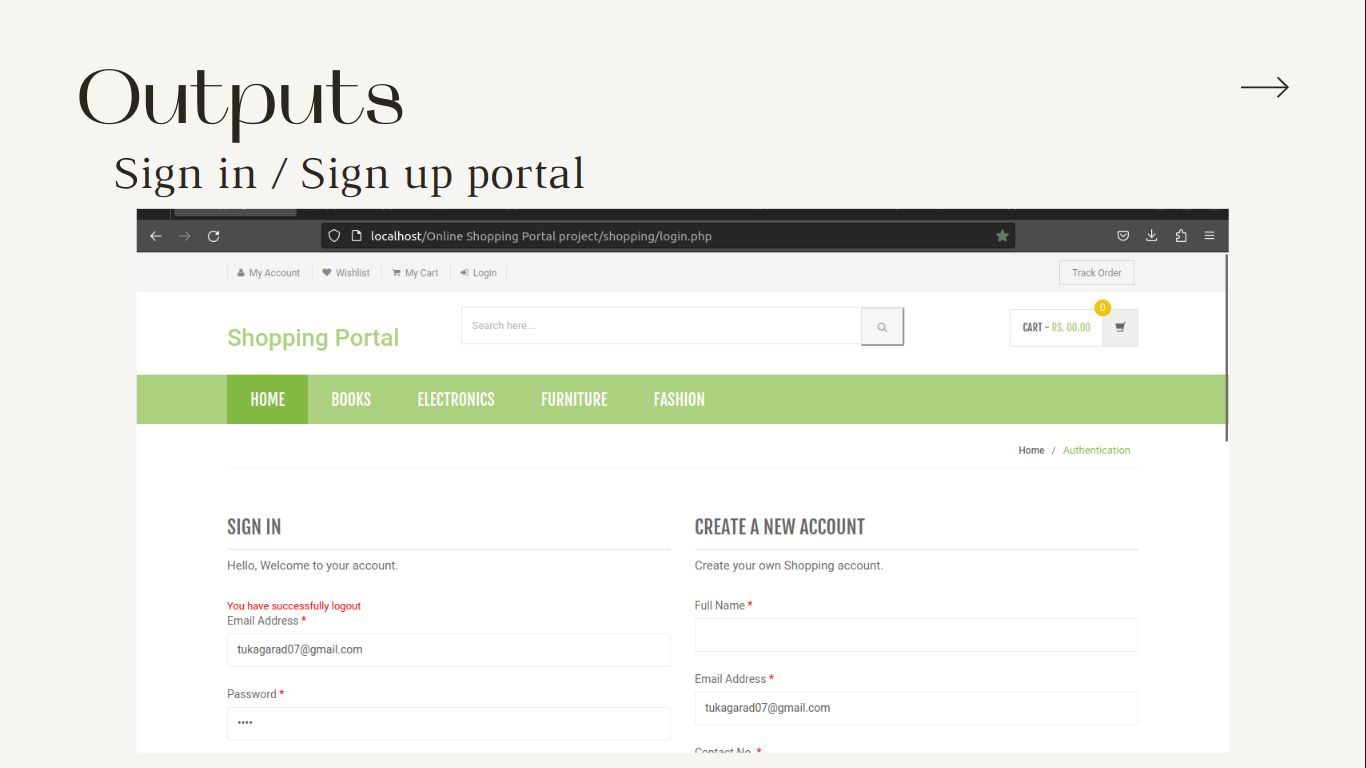 Outputs
Sign in / Sign up portal
localhost/Online Shopping Portal project/shopping/login.php
My Account Wishlist My Cart Login Track Order
Shopping Portal Search here... CART - RS. 00.00 0
HOME BOOKS ELECTRONICS FURNITURE FASHION
Home / Authentication
SIGN IN
Hello, Welcome to your account.
You have successfully logout
Email Address *
tukagarad07@gmail.com
Password *
••••
CREATE A NEW ACCOUNT
Create your own Shopping account.
Full Name *
Email Address *
tukagarad07@gmail.com
Contact No. *